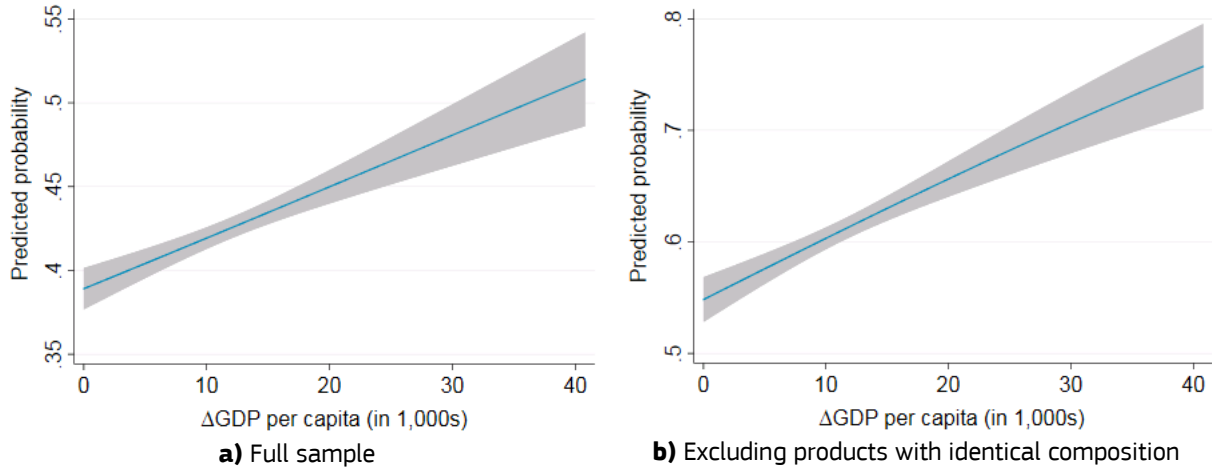 .55
.5
.45
.4
.35
Predicted probability
0 10 20 30 40
ΔGDP per capita (in 1,000s)
a) Full sample
.8
.7
.6
.5
Predicted probability
0 10 20 30 40
ΔGDP per capita (in 1,000s)
b) Excluding products with identical composition